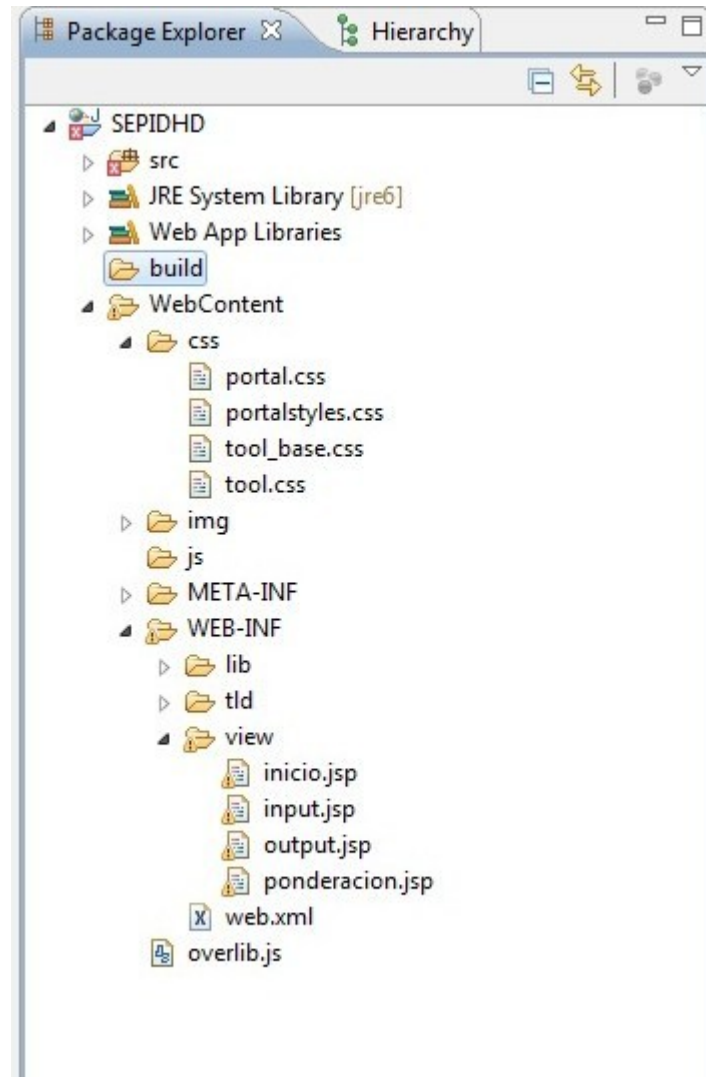 Package Explorer Hierarchy
SEPIDHD
src
JRE System Library [jre6]
Web App Libraries
build
WebContent
css
portal.css
portalstyles.css
tool_base.css
tool.css
img
js
META-INF
WEB-INF
lib
tld
view
inicio.jsp
input.jsp
output.jsp
ponderacion.jsp
web.xml
overlib.js